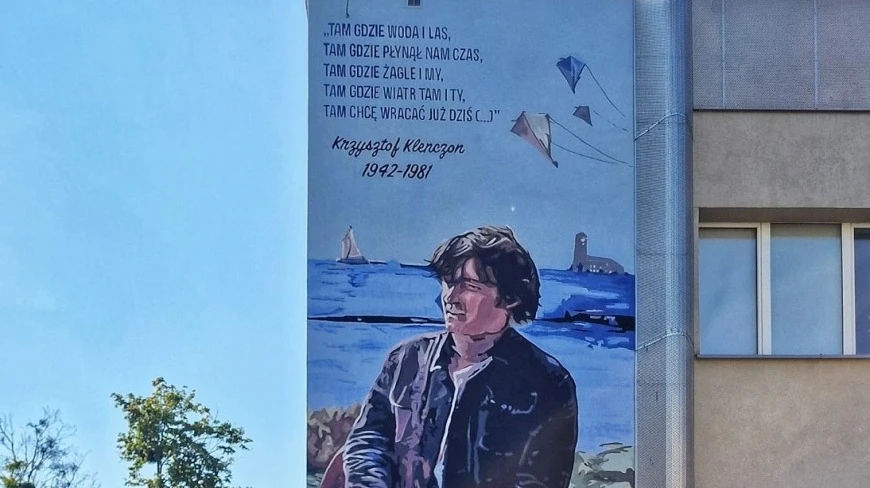 „TAM GDZIE WODA I LAS,
TAM GDZIE PŁYNĄŁ NAM CZAS,
TAM GDZIE ŻAGLE I MY,
TAM GDZIE WIATR TAM I TY,
TAM CHCĘ WRACAĆ JUŻ DZIŚ (...)”
Krzysztof Klenczon
1942-1981